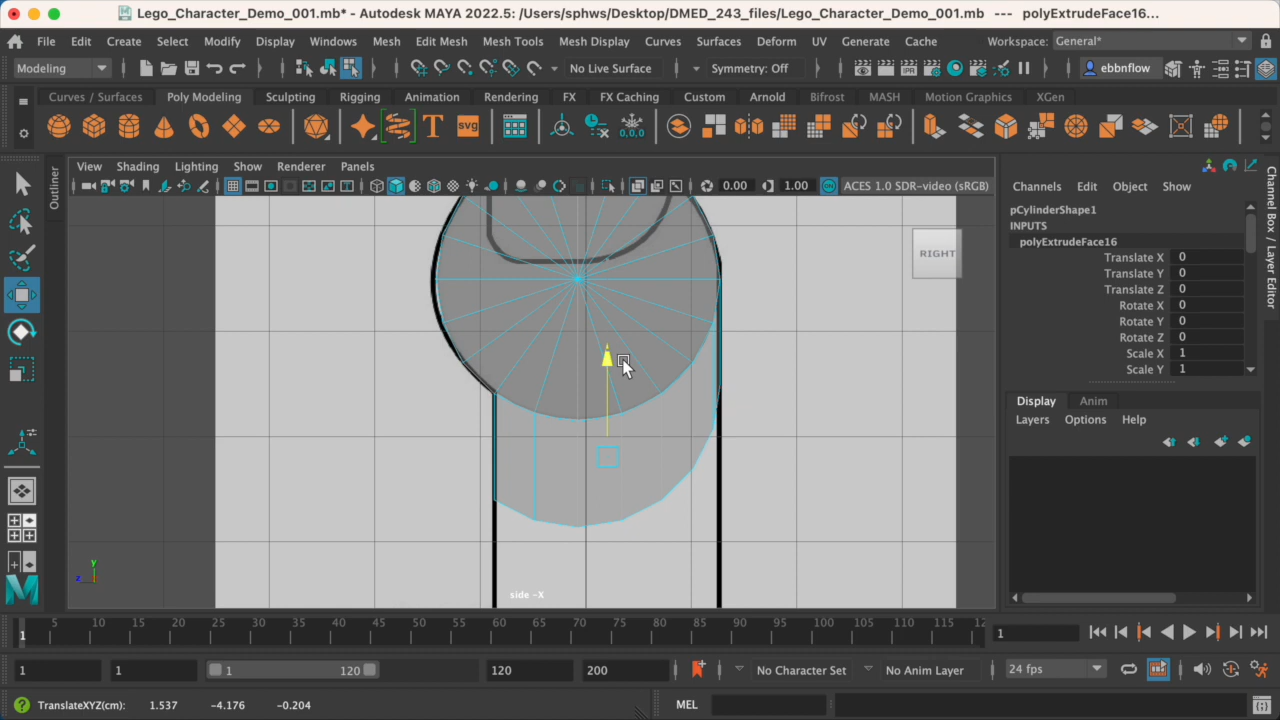 Lego_Character_Demo_001.mb* - Autodesk MAYA 2022.5: /Users/sphws/Desktop/DMED_243_files/Lego_Character_Demo_001.mb --- polyExtrudeFace16...
File Edit Create Select Modify Display Windows Mesh Edit Mesh Mesh Tools Mesh Display Curves Surfaces Deform UV Generate Cache Workspace: General*
Modeling No Live Surface Symmetry: Off ebbnflow
Curves / Surfaces Poly Modeling Sculpting Rigging Animation Rendering FX FX Caching Custom Arnold Bifrost MASH Motion Graphics XGen
T svg 0,0,0
View Shading Lighting Show Renderer Panels
0.00 1.00 ACES 1.0 SDR-video (sRGB)
Outliner
RIGHT
side -X
y
z
Channels Edit Object Show
pCylinderShape1
INPUTS
polyExtrudeFace16
Translate X 0
Translate Y 0
Translate Z 0
Rotate X 0
Rotate Y 0
Rotate Z 0
Scale X 1
Scale Y 1
Display Anim
Layers Options Help
Channel Box / Layer Editor
1 5 10 15 20 25 30 35 40 45 50 55 60 65 70 75 80 85 90 95 100 105 110 115 12
1
1 1 1 120 120 200 No Character Set No Anim Layer 24 fps
TranslateXYZ(cm): 1.537 -4.176 -0.204 MEL